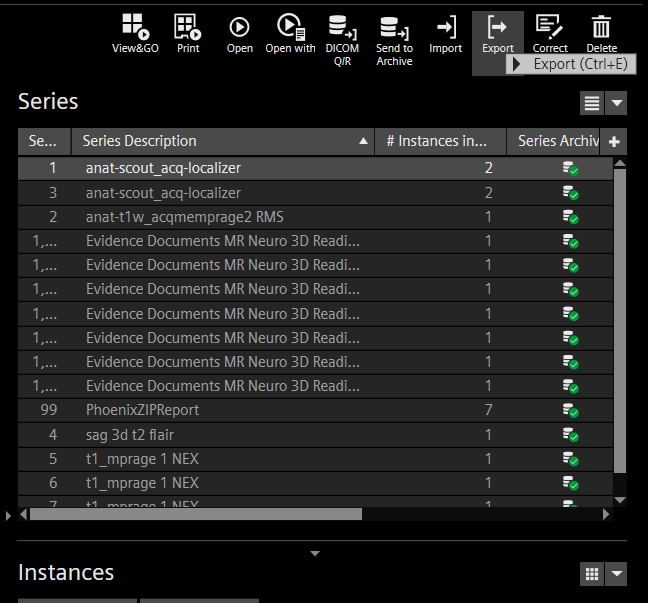 View&GO Print Open Open with DICOM Q/R Send to Archive Import Export Correct Delete
Export (Ctrl+E)
Series
Se... Series Description # Instances in... Series Archiv
1 anat-scout_acq-localizer 2
3 anat-scout_acq-localizer 2
2 anat-t1w_acqmemprage2 RMS 1
1,... Evidence Documents MR Neuro 3D Readi... 1
1,... Evidence Documents MR Neuro 3D Readi... 1
1,... Evidence Documents MR Neuro 3D Readi... 1
1,... Evidence Documents MR Neuro 3D Readi... 1
1,... Evidence Documents MR Neuro 3D Readi... 1
1,... Evidence Documents MR Neuro 3D Readi... 1
1,... Evidence Documents MR Neuro 3D Readi... 1
99 PhoenixZIPReport 7
4 sag 3d t2 flair 1
5 t1_mprage 1 NEX 1
6 t1_mprage 1 NEX 1
7 t1_mprage 1 NEX 1
Instances